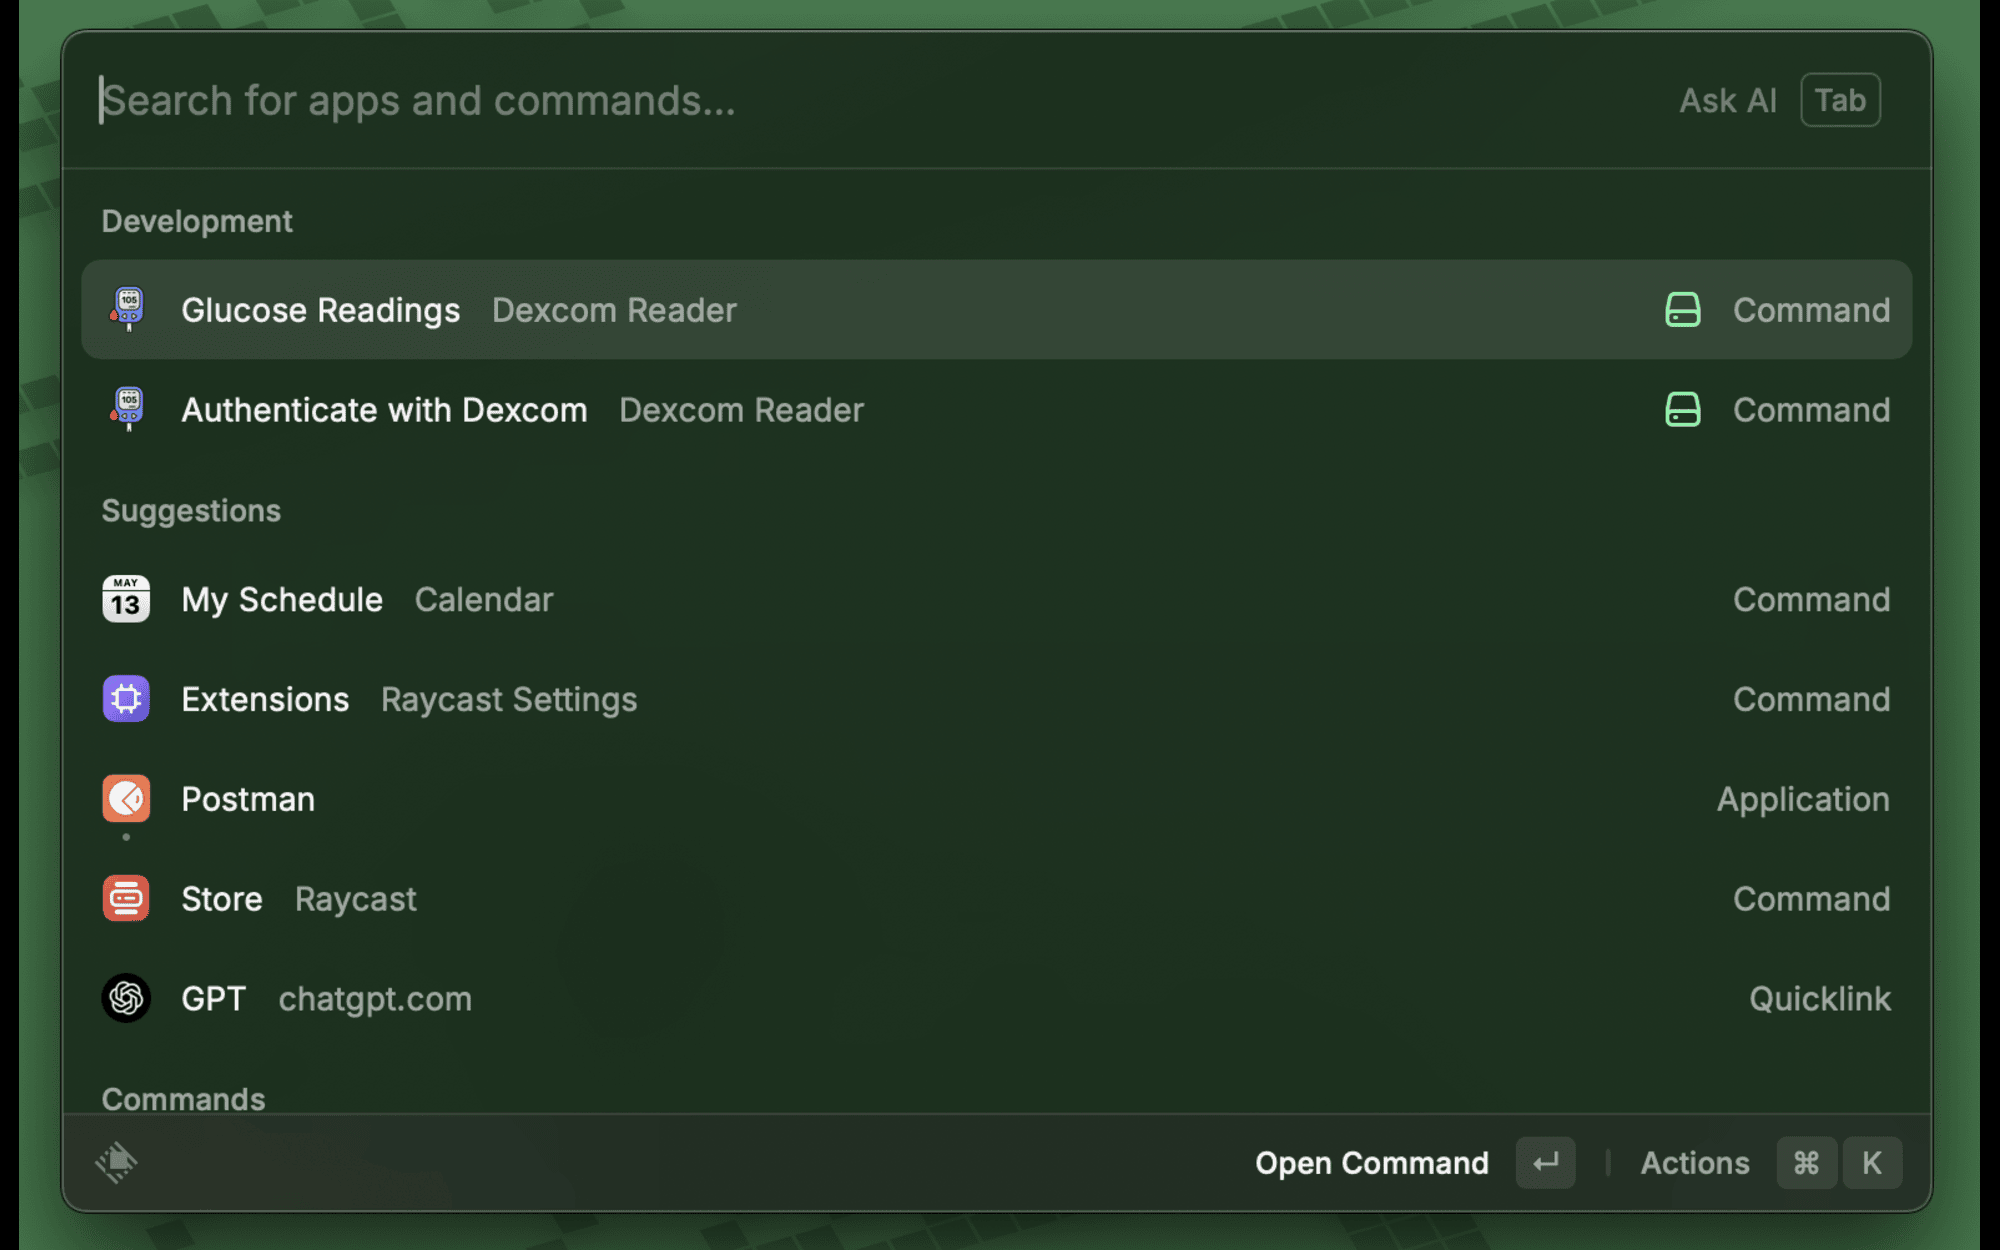 Search for apps and commands... Ask AI Tab
Development
105 Glucose Readings Dexcom Reader Command
105 Authenticate with Dexcom Dexcom Reader Command
Suggestions
MAY
13 My Schedule Calendar Command
Extensions Raycast Settings Command
Postman Application
Store Raycast Command
GPT chatgpt.com Quicklink
Commands
Open Command ↵ Actions ⌘ K